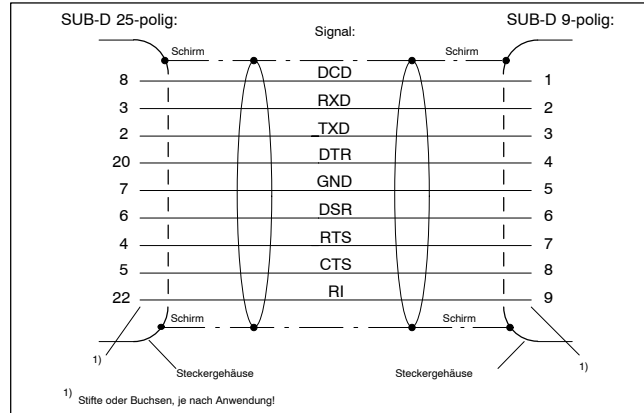 SUB-D 25-polig: SUB-D 9-polig:
Signal:
Schirm Schirm
8 DCD 1
3 RXD 2
2 TXD 3
20 DTR 4
7 GND 5
6 DSR 6
4 RTS 7
5 CTS 8
22 RI 9
Schirm Schirm
1) 1)
Steckergehäuse Steckergehäuse
1) Stifte oder Buchsen, je nach Anwendung!